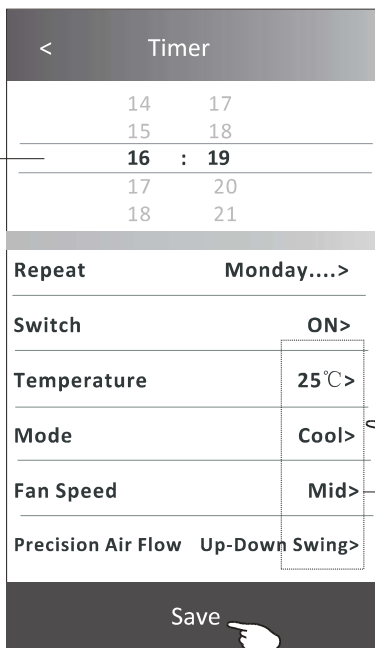 < Timer
14 17
15 18
16 : 19
17 20
18 21
Repeat Monday....>
Switch ON>
Temperature 25℃>
Mode Cool>
Fan Speed Mid>
Precision Air Flow Up-Down Swing>
Save